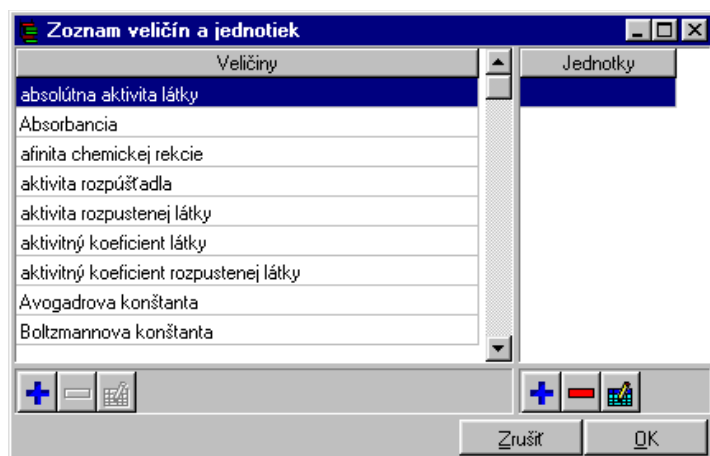 Zoznam veličín a jednotiek
Veličiny
Jednotky
absolútna aktivita látky
Absorbancia
afinita chemickej rekcie
aktivita rozpúšťadla
aktivita rozpustenej látky
aktivitný koeficient látky
aktivitný koeficient rozpustenej látky
Avogadrova konštanta
Boltzmannova konštanta
Zrušiť
OK